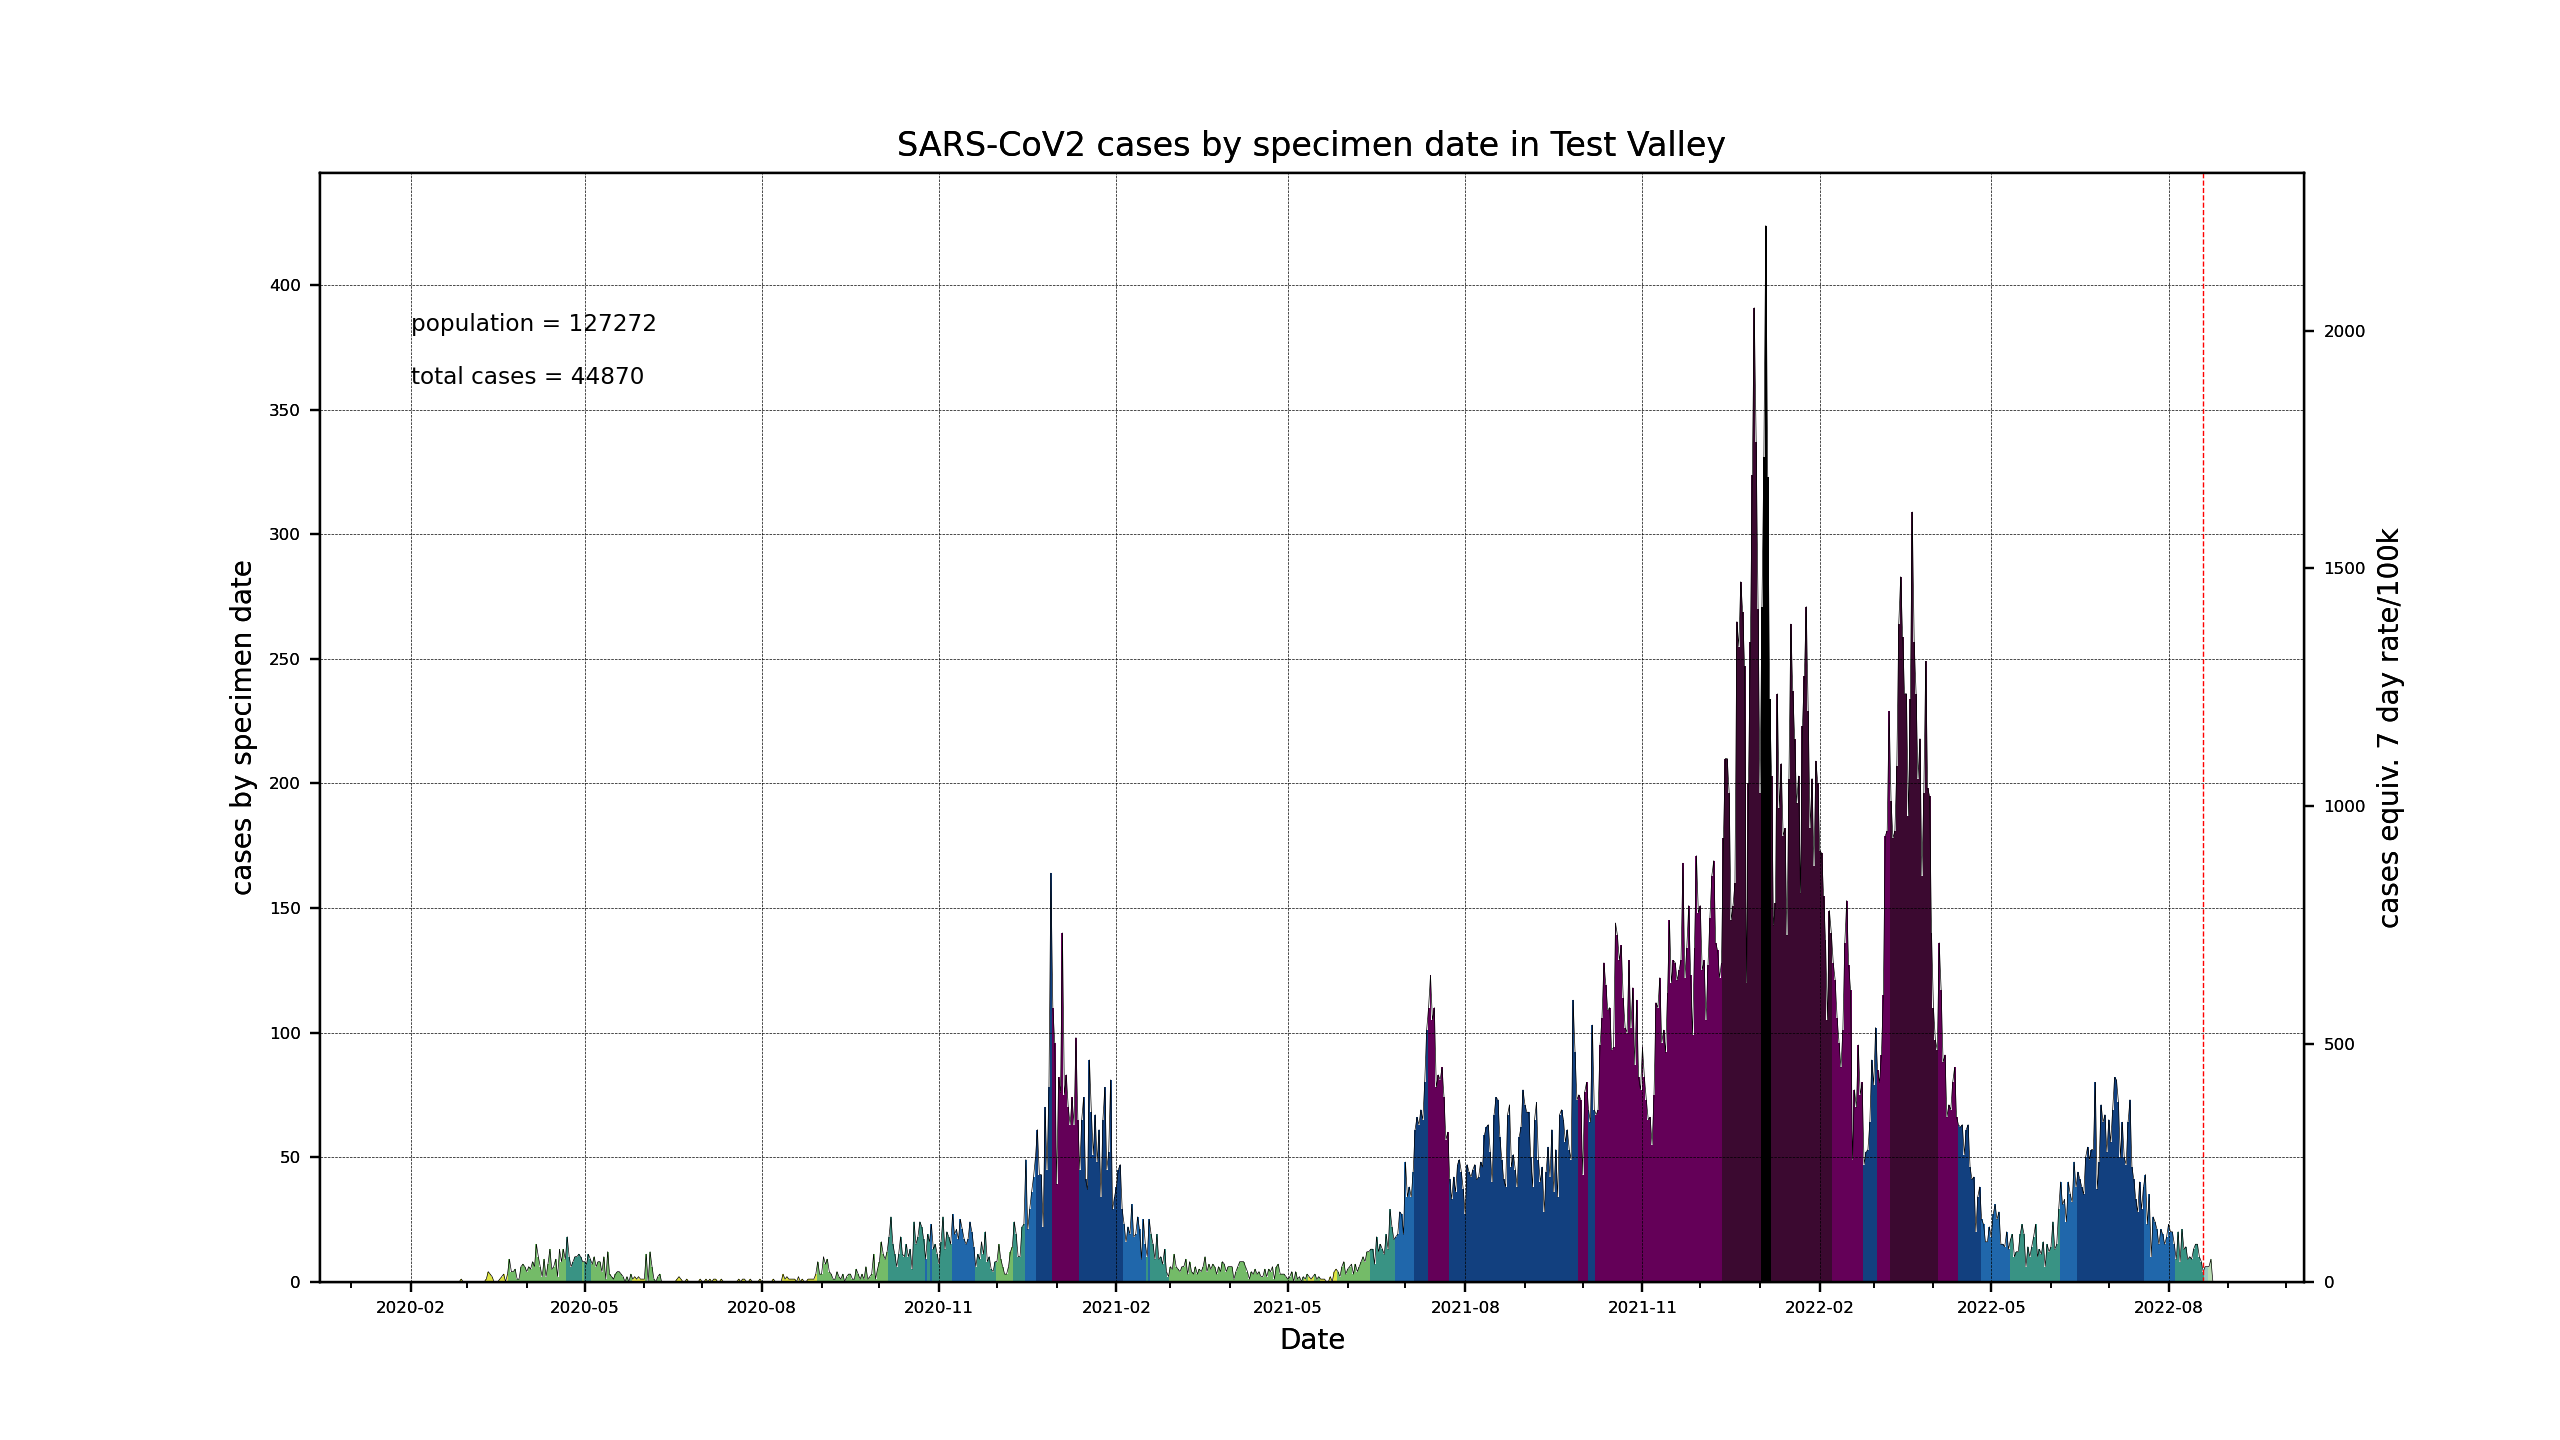 SARS-CoV2 cases by specimen date in Test Valley
population = 127272
total cases = 44870
cases by specimen date
400
350
300
250
200
150
100
50
0
2000
1500
1000
500
0
cases equiv. 7 day rate/100k
2020-02 2020-05 2020-08 2020-11 2021-02 2021-05 2021-08 2021-11 2022-02 2022-05 2022-08
Date